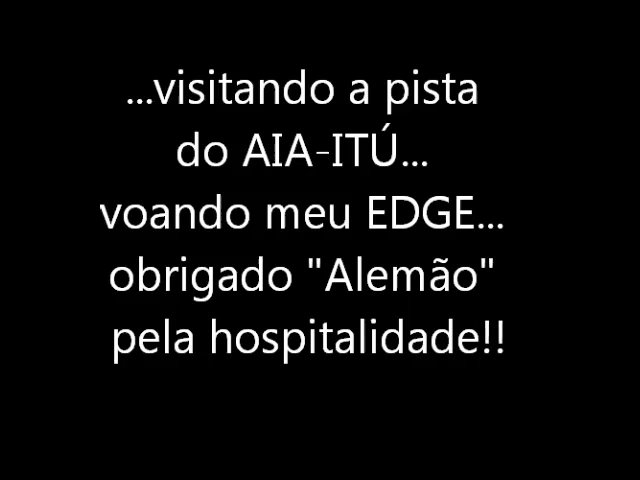 ...visitando a pista
do AIA-ITÚ...
voando meu EDGE...
obrigado "Alemão"
pela hospitalidade!!